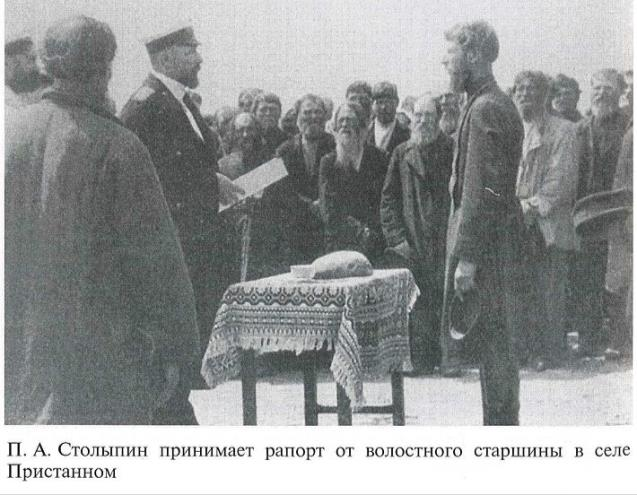 П. А. Столыпин принимает рапорт от волостного старшины в селе
Пристанном